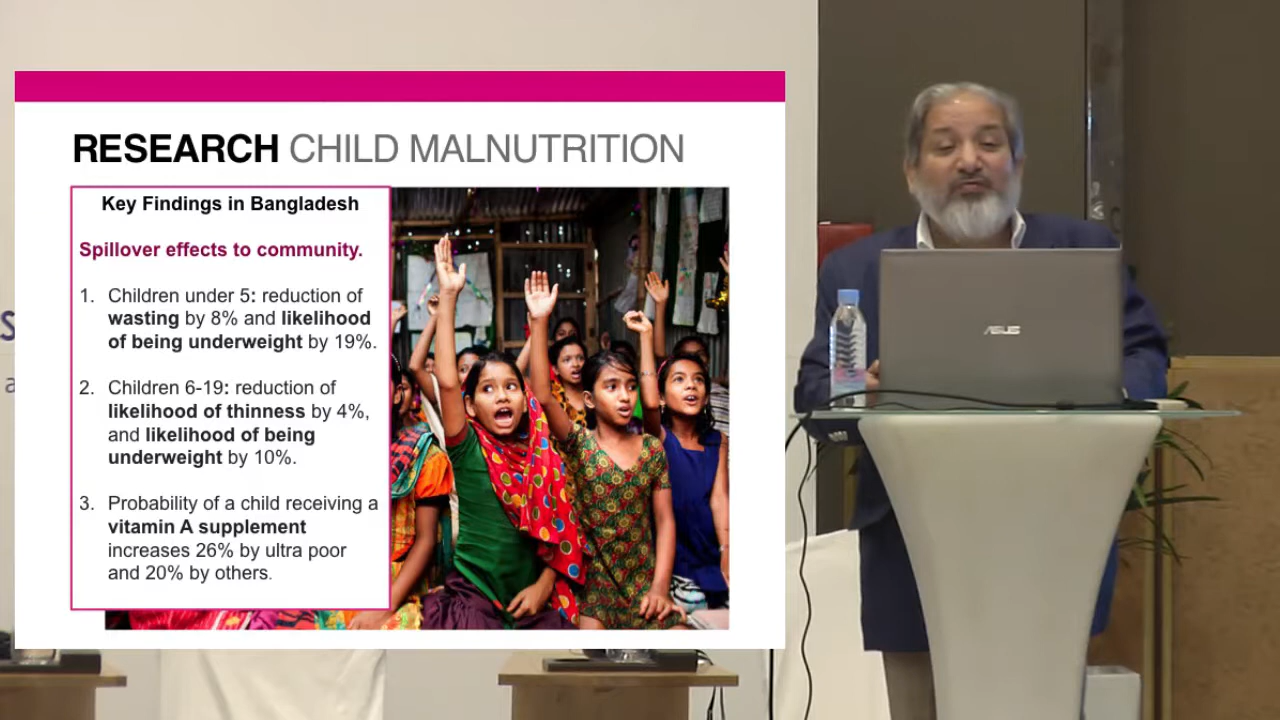 RESEARCH CHILD MALNUTRITION
Key Findings in Bangladesh
Spillover effects to community.
1. Children under 5: reduction of
wasting by 8% and likelihood
of being underweight by 19%.
2. Children 6-19: reduction of
likelihood of thinness by 4%,
and likelihood of being
underweight by 10%.
3. Probability of a child receiving a
vitamin A supplement
increases 26% by ultra poor
and 20% by others.
ASUS
S
a